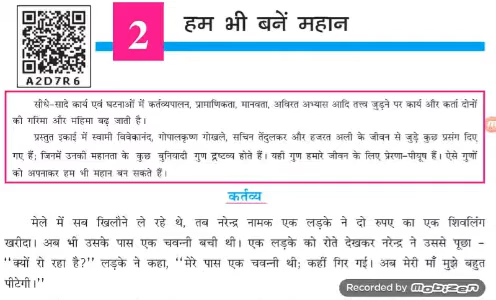 2
हम भी बनें महान
A2D7R6
सीधे-सादे कार्य एवं घटनाओं में कर्तव्यपालन, प्रामाणिकता, मानवता, अविरत अभ्यास आदि तत्त्व जुड़ने पर कार्य और कर्ता दोनों
की गरिमा और महिमा बढ़ जाती है।
प्रस्तुत इकाई में स्वामी विवेकानंद, गोपालकृष्ण गोखले, सचिन तेंदुलकर और हजरत अली के जीवन से जुड़े कुछ प्रसंग दिए
गए हैं; जिनमें उनकी महानता के कुछ बुनियादी गुण द्रष्टव्य होते हैं। यही गुण हमारे जीवन के लिए प्रेरणा-पीयूष हैं। ऐसे गुणों
को अपनाकर हम भी महान बन सकते हैं।
कर्तव्य
मेले में सब खिलौने ले रहे थे, तब नरेन्द्र नामक एक लड़के ने दो रुपए का एक शिवलिंग
खरीदा। अब भी उसके पास एक चवन्नी बची थी। एक लड़के को रोते देखकर नरेन्द्र ने उससे पूछा –
“क्यों रो रहा है?” लड़के ने कहा, “मेरे पास एक चवन्नी थी; कहीं गिर गई। अब मेरी माँ मुझे बहुत
पीटेगी।”
Recorded by Mobizen